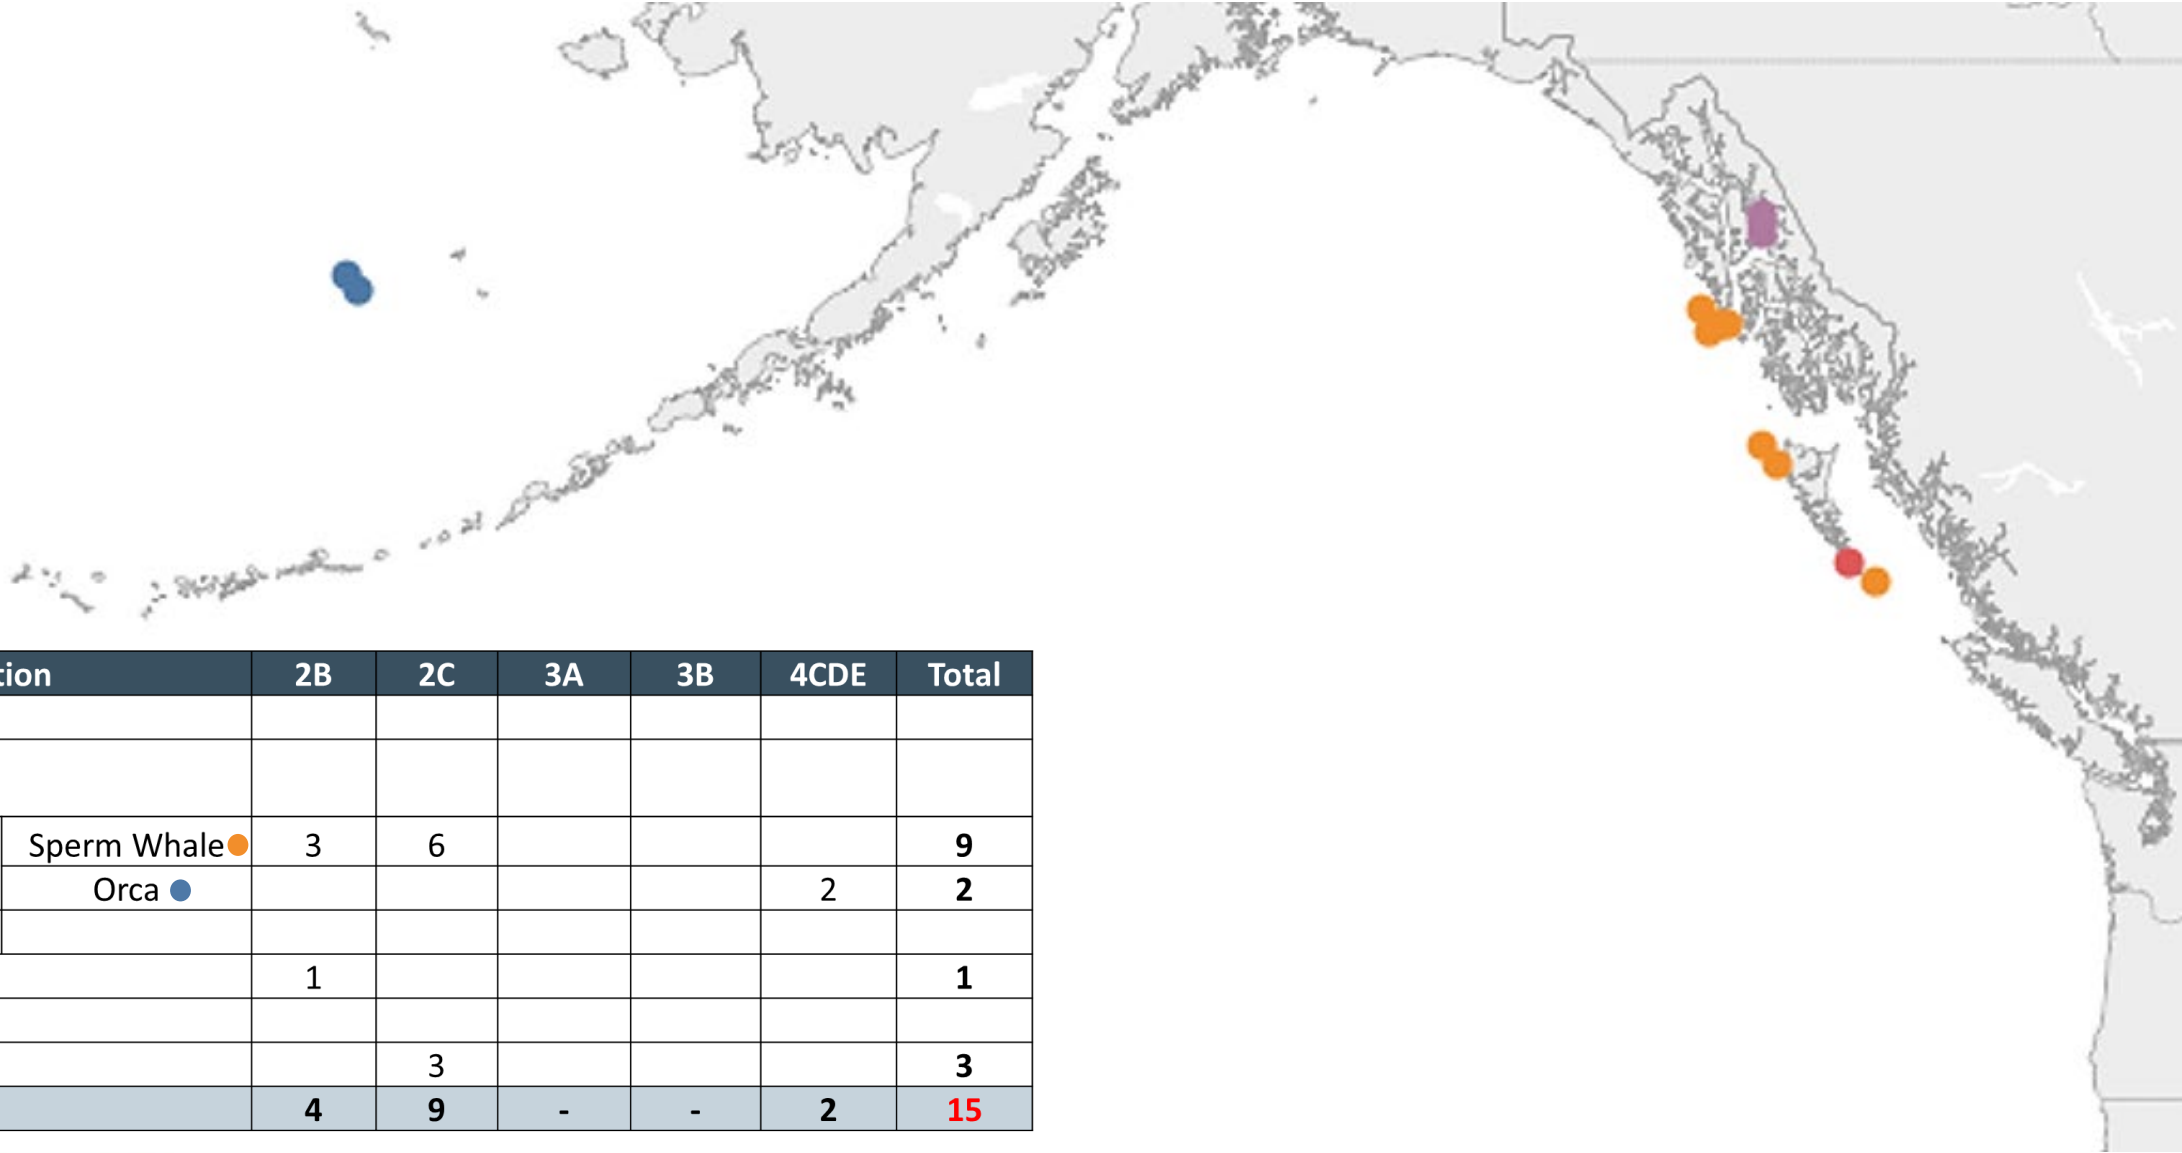 tion 2B 2C 3A 3B 4CDE Total
Sperm Whale 3 6 9
Orca 2 2
1 1
3 3
4 9 - - 2 15